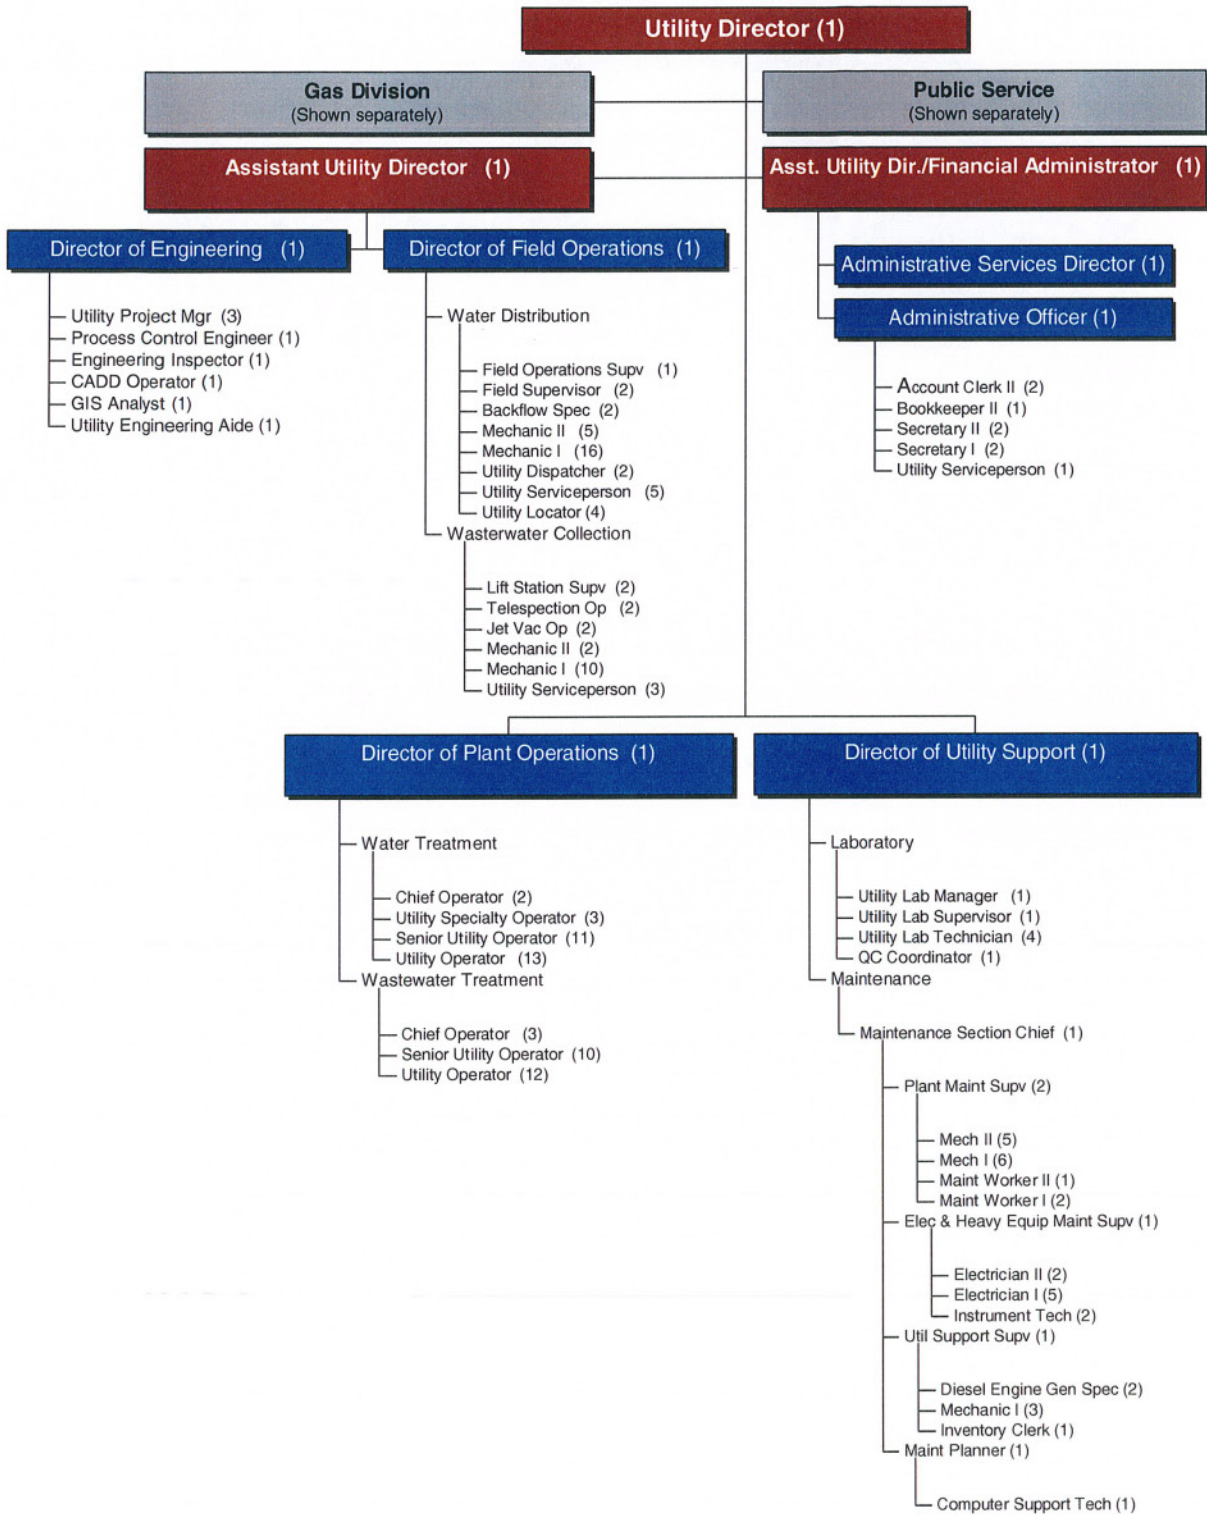 Utility Director (1)
Gas Division
(Shown separately)
Public Service
(Shown separately)
Assistant Utility Director (1)
Asst. Utility Dir./Financial Administrator (1)
Director of Engineering (1)
Utility Project Mgr (3)
Process Control Engineer (1)
Engineering Inspector (1)
CADD Operator (1)
GIS Analyst (1)
Utility Engineering Aide (1)
Director of Field Operations (1)
Water Distribution
Field Operations Supv (1)
Field Supervisor (2)
Backflow Spec (2)
Mechanic II (5)
Mechanic I (16)
Utility Dispatcher (2)
Utility Serviceperson (5)
Utility Locator (4)
Wasterwater Collection
Lift Station Supv (2)
Telespection Op (2)
Jet Vac Op (2)
Mechanic II (2)
Mechanic I (10)
Utility Serviceperson (3)
Administrative Services Director (1)
Administrative Officer (1)
Account Clerk II (2)
Bookkeeper II (1)
Secretary II (2)
Secretary I (2)
Utility Serviceperson (1)
Director of Plant Operations (1)
Water Treatment
Chief Operator (2)
Utility Specialty Operator (3)
Senior Utility Operator (11)
Utility Operator (13)
Wastewater Treatment
Chief Operator (3)
Senior Utility Operator (10)
Utility Operator (12)
Director of Utility Support (1)
Laboratory
Utility Lab Manager (1)
Utility Lab Supervisor (1)
Utility Lab Technician (4)
QC Coordinator (1)
Maintenance
Maintenance Section Chief (1)
Plant Maint Supv (2)
Mech II (5)
Mech I (6)
Maint Worker II (1)
Maint Worker I (2)
Elec & Heavy Equip Maint Supv (1)
Electrician II (2)
Electrician I (5)
Instrument Tech (2)
Util Support Supv (1)
Diesel Engine Gen Spec (2)
Mechanic I (3)
Inventory Clerk (1)
Maint Planner (1)
Computer Support Tech (1)